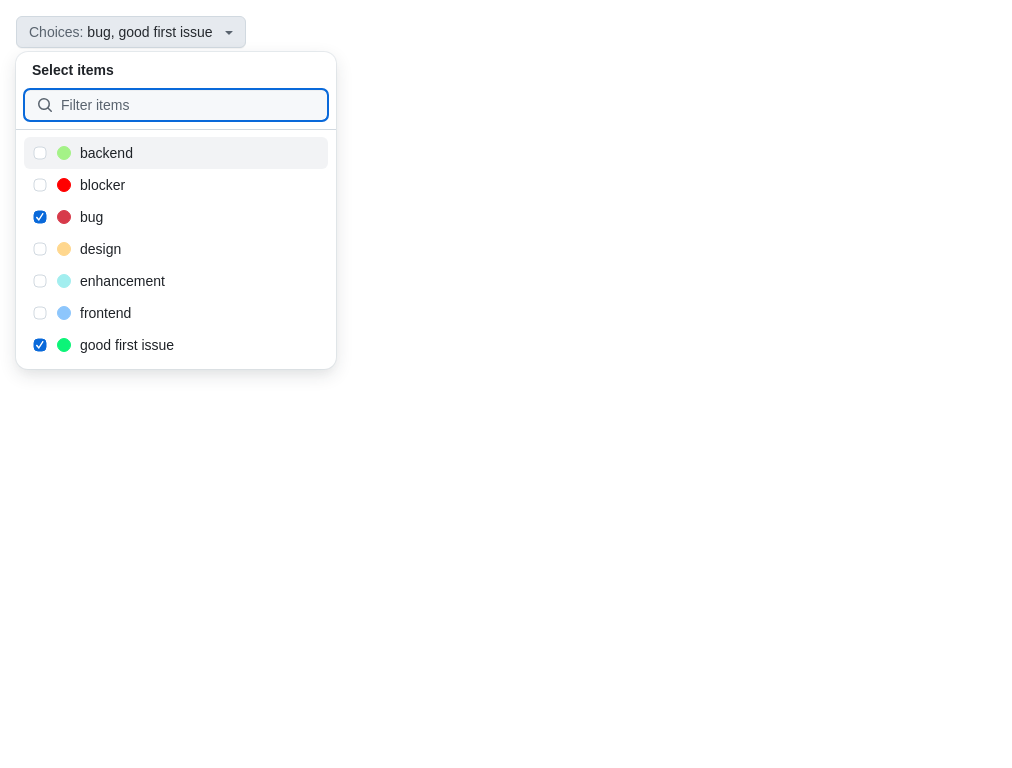 Choices: bug, good first issue
Select items
Filter items
backend
blocker
bug
design
enhancement
frontend
good first issue